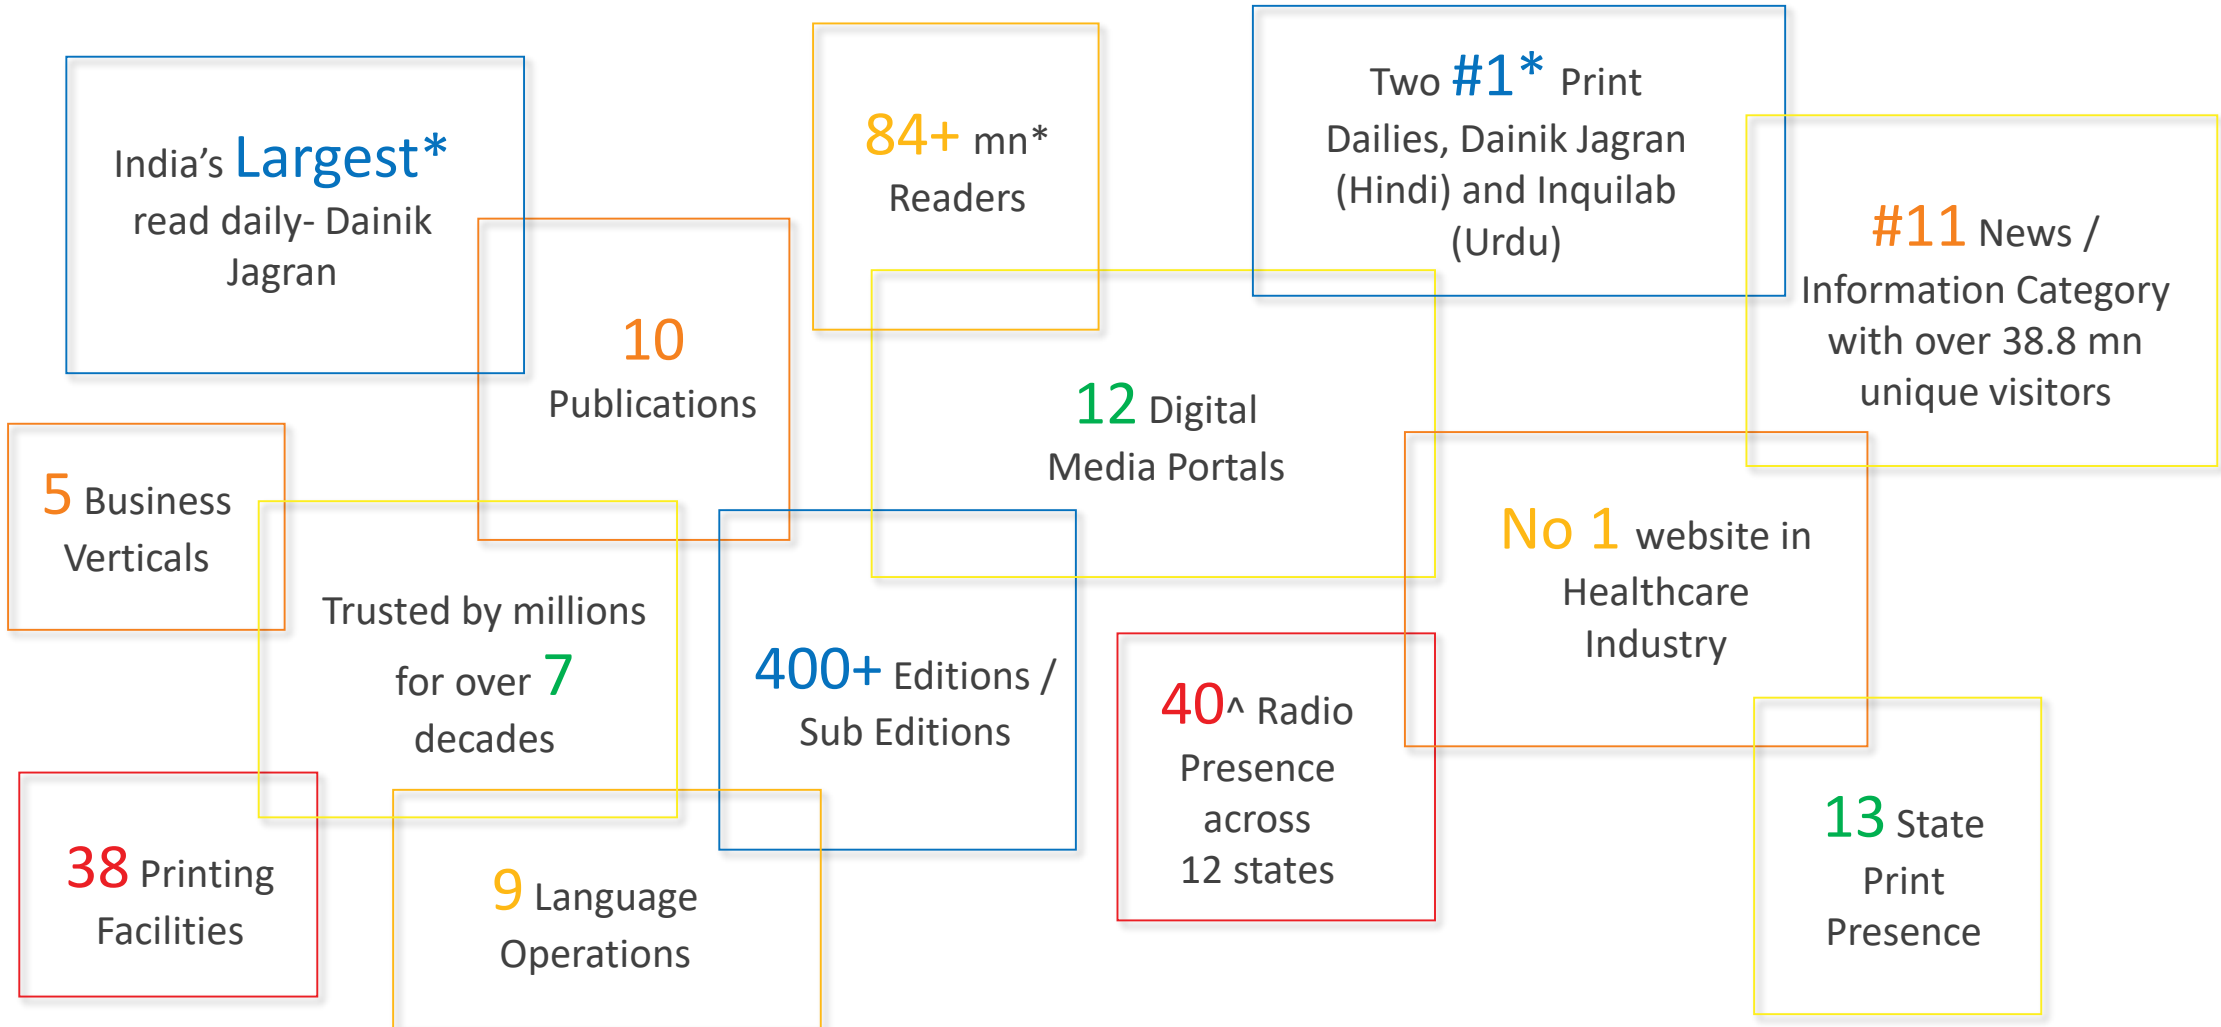 India’s Largest*
read daily- Dainik
Jagran
84+ mn*
Readers
Two #1* Print
Dailies, Dainik Jagran
(Hindi) and Inquilab
(Urdu)
#11 News /
Information Category
with over 38.8 mn
unique visitors
10
Publications
12 Digital
Media Portals
5 Business
Verticals
Trusted by millions
for over 7
decades
400+ Editions /
Sub Editions
No 1 website in
Healthcare
Industry
40^ Radio
Presence
across
12 states
38 Printing
Facilities
9 Language
Operations
13 State
Print
Presence